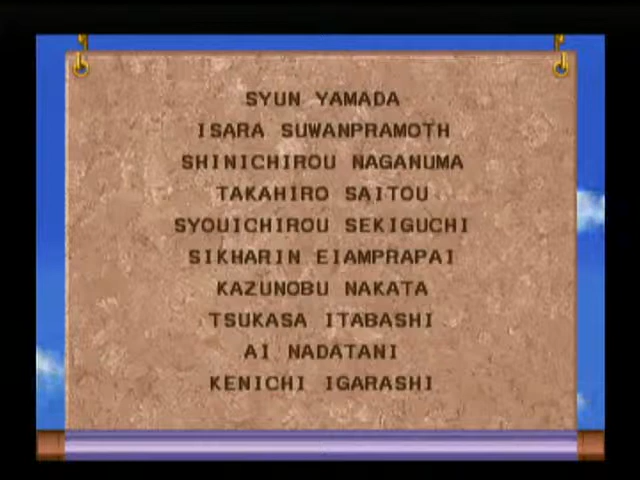 SYUN YAMADA
ISARA SUWANPRAMOTH
SHINICHIROU NAGANUMA
TAKAHIRO SAITOU
SYOUICHIROU SEKIGUCHI
SIKHARIN EIAMPRAPAI
KAZUNOBU NAKATA
TSUKASA ITABASHI
AI NADATANI
KENICHI IGARASHI